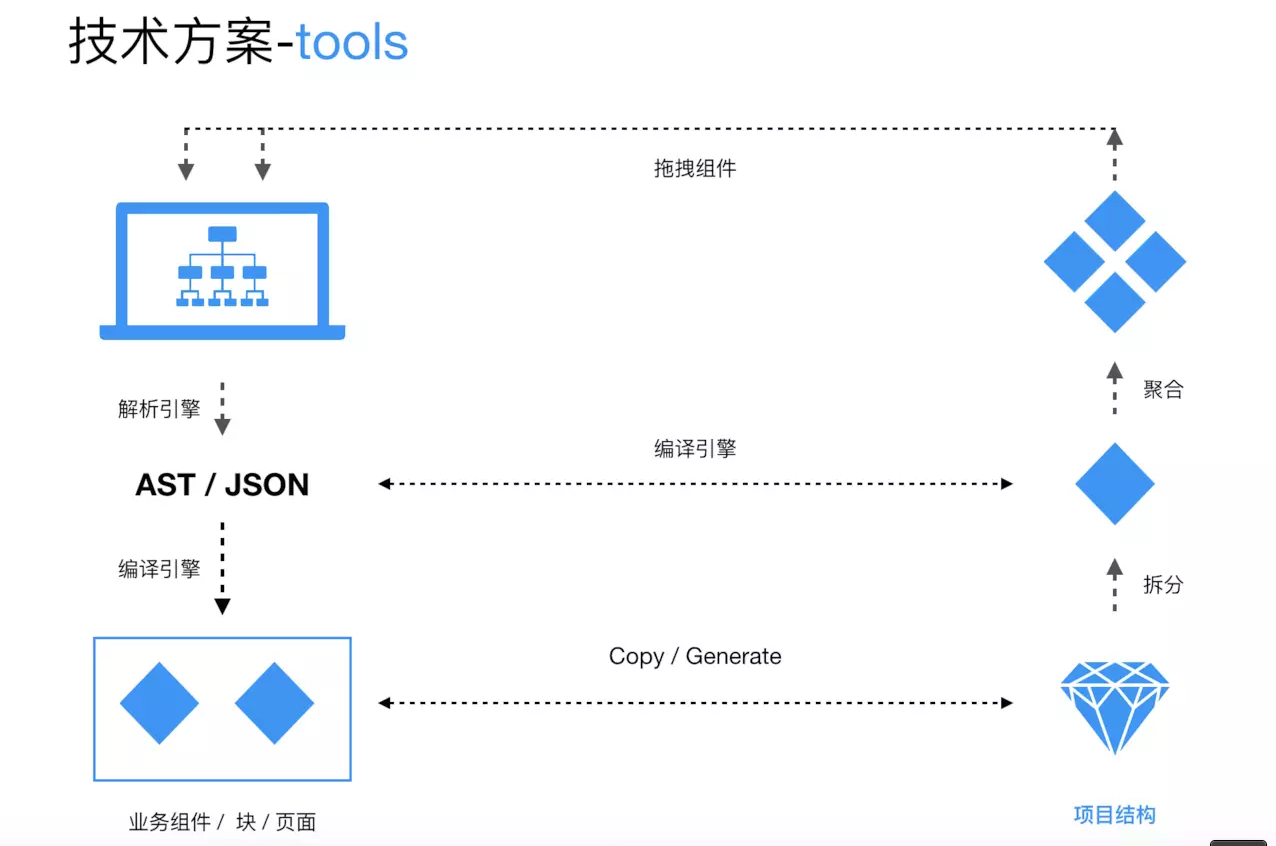 技术方案-tools
拖拽组件
解析引擎
聚合
编译引擎
AST / JSON
编译引擎
拆分
Copy / Generate
业务组件 / 块 / 页面
项目结构